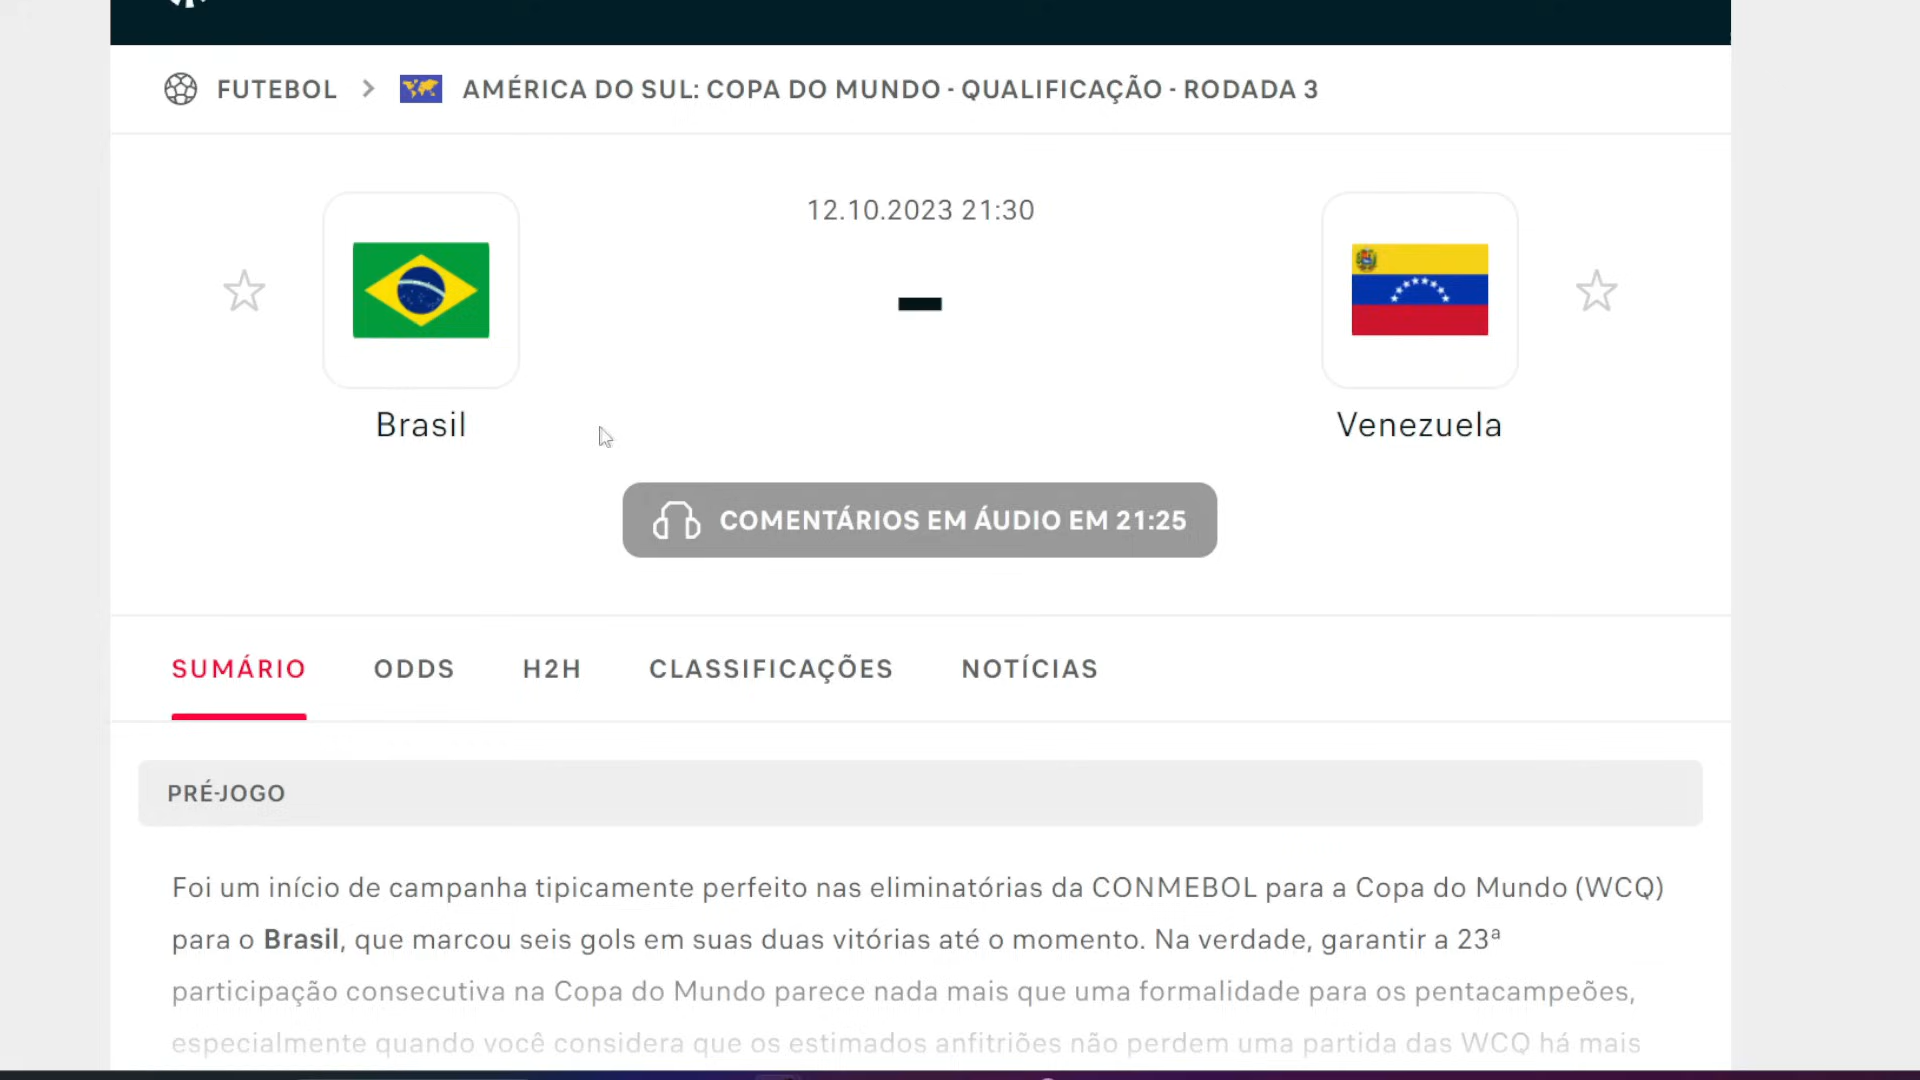 FUTEBOL > AMÉRICA DO SUL: COPA DO MUNDO - QUALIFICAÇÃO - RODADA 3
12.10.2023 21:30
-
Brasil
Venezuela
COMENTÁRIOS EM ÁUDIO EM 21:25
SUMÁRIO ODDS H2H CLASSIFICAÇÕES NOTÍCIAS
PRÉ-JOGO
Foi um início de campanha tipicamente perfeito nas eliminatórias da CONMEBOL para a Copa do Mundo (WCQ)
para o Brasil, que marcou seis gols em suas duas vitórias até o momento. Na verdade, garantir a 23ª
participação consecutiva na Copa do Mundo parece nada mais que uma formalidade para os pentacampeões,
especialmente quando você considera que os estimados anfitriões não perdem uma partida das WCQ há mais